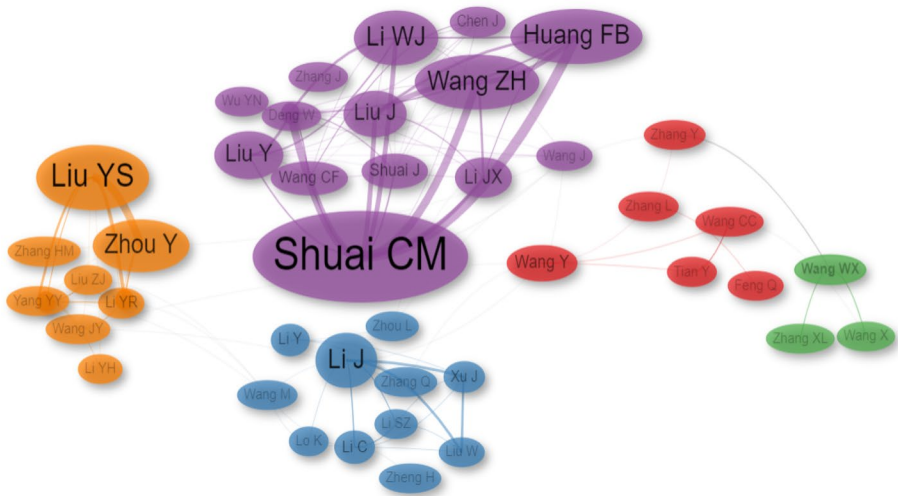 Chen J
Li WJ
Huang FB
Zhang J
Wang ZH
Wu YN
Deng W
Liu J
Liu Y
Wang CF
Shuai J
Li JX
Wang J
Shuai CM
Liu YS
Zhou Y
Zhang HM
Liu ZJ
Yang YY
Li YR
Wang JY
Li YH
Zhang Y
Zhang L
Wang CC
Wang Y
Tian Y
Feng Q
Wang WX
Zhang XL
Wang X
Zhou L
Li Y
Li J
Zhang Q
Xu J
Wang M
Li SZ
Lo K
Li C
Liu W
Zheng H